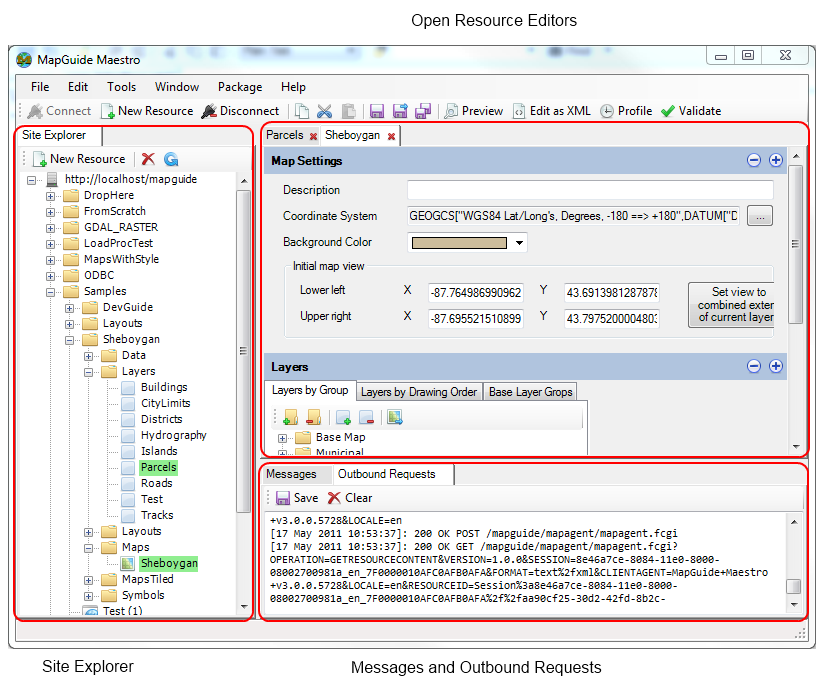 Open Resource Editors
MapGuide Maestro
File Edit Tools Window Package Help
Connect New Resource Disconnect Preview Edit as XML Profile Validate
Site Explorer
New Resource
http://localhost/mapguide
DropHere
FromScratch
GDAL_RASTER
LoadProcTest
MapsWithStyle
ODBC
Samples
DevGuide
Layouts
Sheboygan
Data
Layers
Buildings
CityLimits
Districts
Hydrography
Islands
Parcels
Roads
Test
Tracks
Layouts
Maps
Sheboygan
MapsTiled
Symbols
Test (1)
Parcels Sheboygan
Map Settings
Description
Coordinate System GEOGCS["WGS84 Lat/Long's, Degrees, -180 ==> +180",DATUM["D ...
Background Color
Initial map view
Lower left X -87.764986990962 Y 43.6913981287878
Upper right X -87.695521510899 Y 43.7975200004803
Set view to
combined exter
of current layer
Layers
Layers by Group Layers by Drawing Order Base Layer Grops
Base Map
Municipal
Messages Outbound Requests
Save Clear
+v3.0.0.5728&LOCALE=en
[17 May 2011 10:53:37]: 200 OK POST /mapguide/mapagent/mapagent.fcgi
[17 May 2011 10:53:37]: 200 OK GET /mapguide/mapagent/mapagent.fcgi?
OPERATION=GETRESOURCECONTENT&VERSION=1.0.0&SESSION=8e46a7ce-8084-11e0-8000-
08002700981a_en_7F0000010AFC0AFB0AFA&FORMAT=text%2fxml&CLIENTAGENT=MapGuide+Maestro
+v3.0.0.5728&LOCALE=en&RESOURCEID=Session%3a8e46a7ce-8084-11e0-8000-
08002700981a_en_7F0000010AFC0AFB0AFA%2f%2faa90cf25-30d2-42fd-8b2c-
Site Explorer
Messages and Outbound Requests